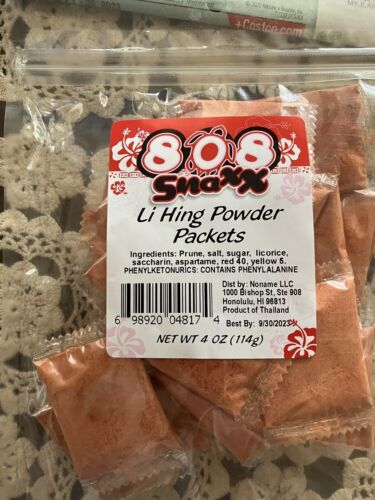 +Costco.com
808
Snaxx
Li Hing Powder
Packets
Ingredients: Prune, salt, sugar, licorice,
saccharin, aspartame, red 40, yellow 5.
PHENYLKETONURICS: CONTAINS PHENYLALANINE
Dist by: Noname LLC
1000 Bishop St, Ste 908
Honolulu, HI 96813
Product of Thailand
6 98920 04817 4
Best By: 9/30/2023
NET WT 4 OZ (114g)